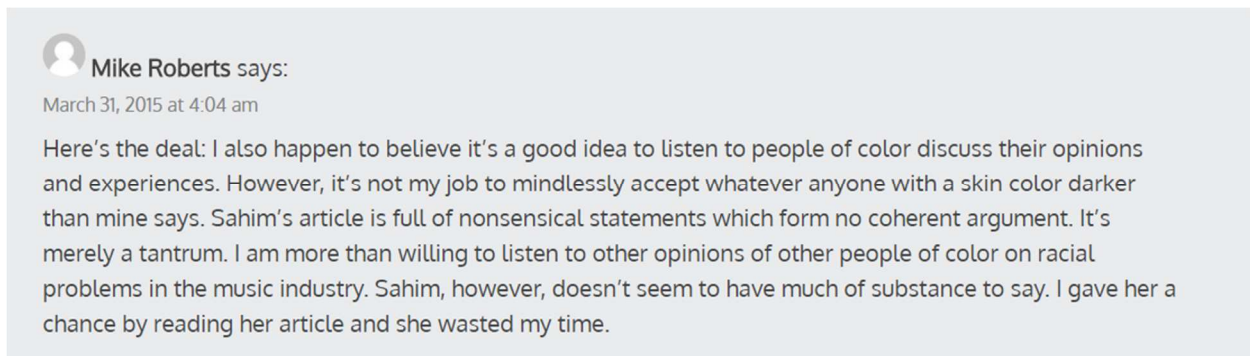 Mike Roberts says:
March 31, 2015 at 4:04 am
Here’s the deal: I also happen to believe it’s a good idea to listen to people of color discuss their opinions
and experiences. However, it’s not my job to mindlessly accept whatever anyone with a skin color darker
than mine says. Sahim’s article is full of nonsensical statements which form no coherent argument. It’s
merely a tantrum. I am more than willing to listen to other opinions of other people of color on racial
problems in the music industry. Sahim, however, doesn’t seem to have much of substance to say. I gave her a
chance by reading her article and she wasted my time.